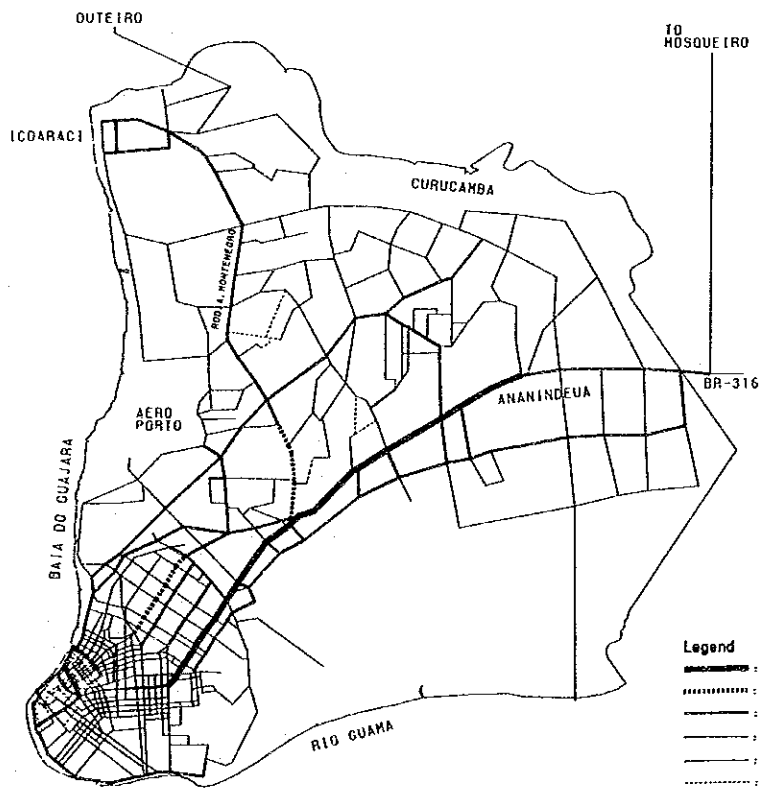 OUTEIRO
TO
MOSQUEIRO
ICOARACI
CURUCAMBA
ROD. A. MONTENEGRO
BR-316
ANANINDEUA
AERO
PORTO
BAIA DO GUAJARA
Legend
:
:
:
:
:
:
RIO GUAMA